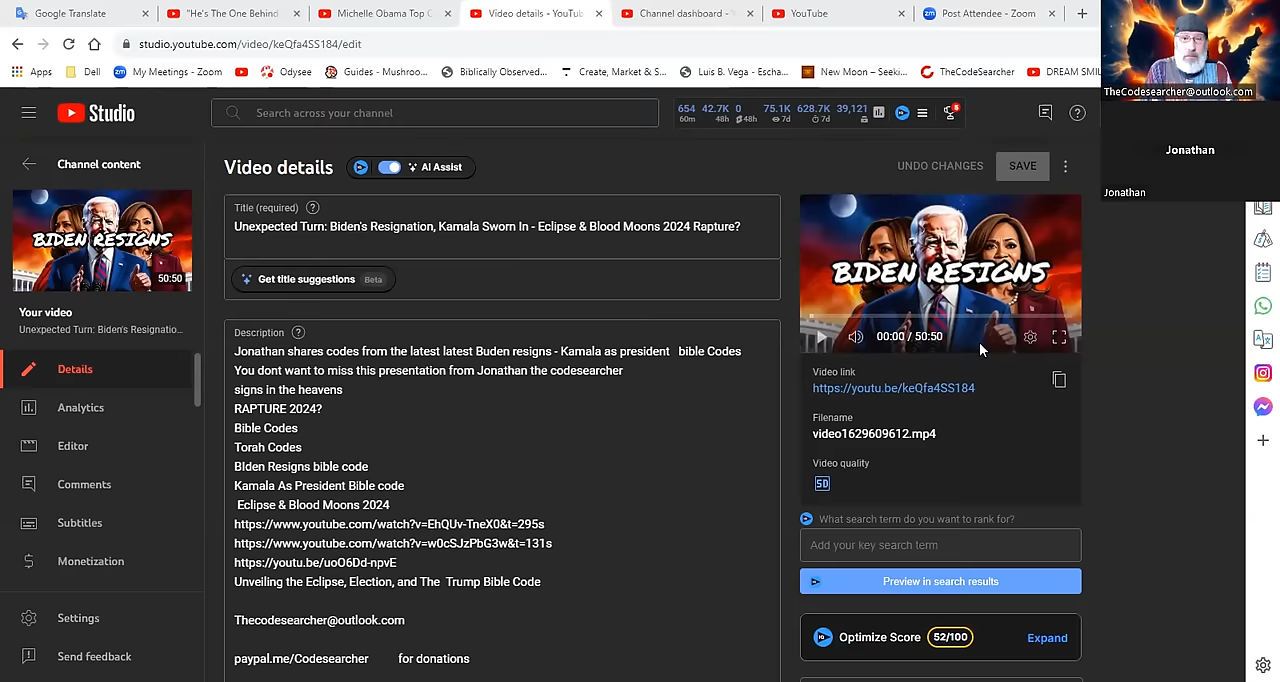 Google Translate
"He's The One Behind
Michelle Obama Top C
Video details - YouTub
Channel dashboard - Y
YouTube
Post Attendee - Zoom
studio.youtube.com/video/keQfa4SS184/edit
Apps
Dell
My Meetings - Zoom
Odysee
Guides - Mushroo...
Biblically Observed...
Create, Market & S...
Luis B. Vega - Escha...
New Moon – Seeki...
TheCodeSearcher
DREAM SMIL
TheCodesearcher@outlook.com
Jonathan
Jonathan
Studio
Search across your channel
654 42.7K 0 75.1K 628.7K 39,121
60m 48h 48h 7d 7d
8
Channel content
BIDEN RESIGNS
50:50
Your video
Unexpected Turn: Biden's Resignatio...
Details
Analytics
Editor
Comments
Subtitles
Monetization
Settings
Send feedback
Video details
AI Assist
UNDO CHANGES
SAVE
Title (required)
Unexpected Turn: Biden's Resignation, Kamala Sworn In - Eclipse & Blood Moons 2024 Rapture?
Get title suggestions Beta
Description
Jonathan shares codes from the latest latest Buden resigns - Kamala as president bible Codes
You dont want to miss this presentation from Jonathan the codesearcher
signs in the heavens
RAPTURE 2024?
Bible Codes
Torah Codes
BIden Resigns bible code
Kamala As President Bible code
Eclipse & Blood Moons 2024
https://www.youtube.com/watch?v=EhQUv-TneX0&t=295s
https://www.youtube.com/watch?v=w0cSJzPbG3w&t=131s
https://youtu.be/uoO6Dd-npvE
Unveiling the Eclipse, Election, and The Trump Bible Code
Thecodesearcher@outlook.com
paypal.me/Codesearcher for donations
BIDEN RESIGNS
00:00 / 50:50
Video link
https://youtu.be/keQfa4SS184
Filename
video1629609612.mp4
Video quality
SD
What search term do you want to rank for?
Add your key search term
Preview in search results
Optimize Score 52/100 Expand